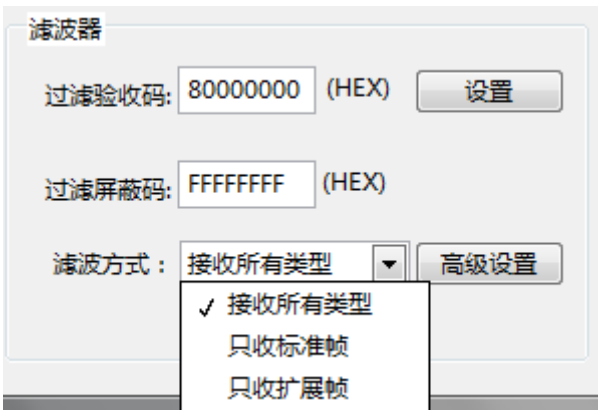 滤波器
过滤验收码: 80000000 (HEX) 设置
过滤屏蔽码: FFFFFFFF (HEX)
滤波方式： 接收所有类型 高级设置
✓ 接收所有类型
只收标准帧
只收扩展帧